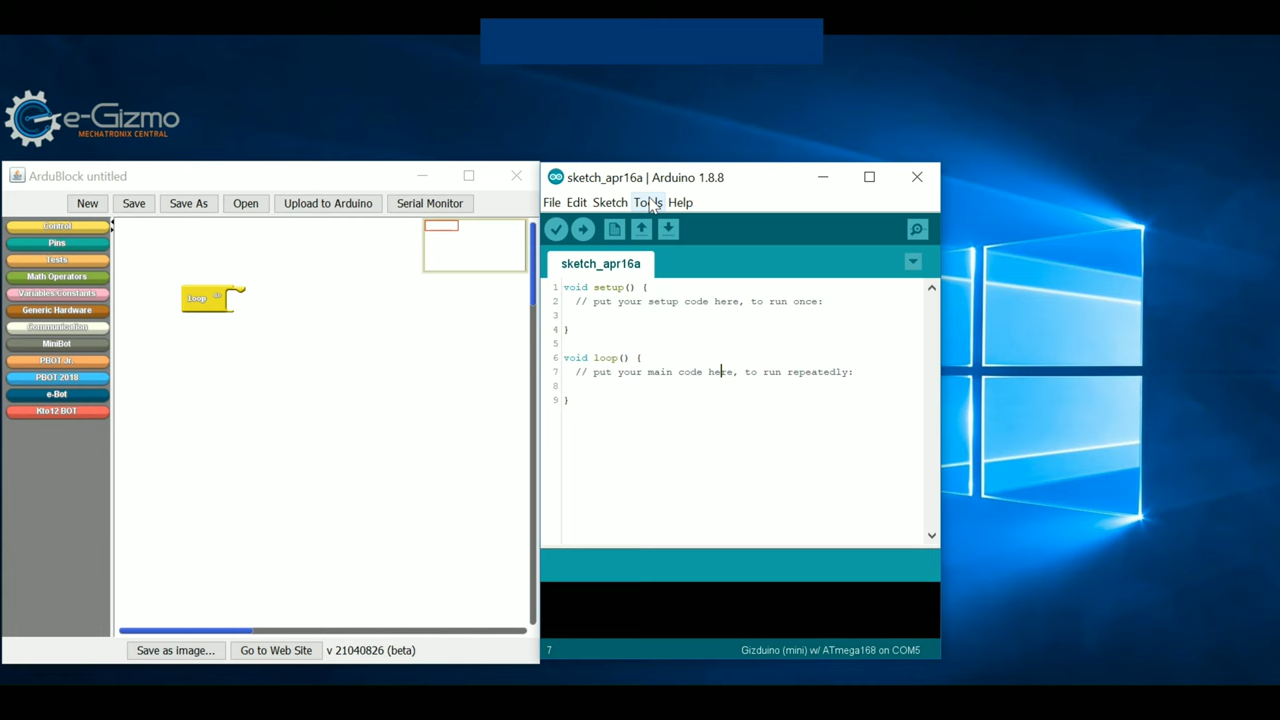 e-Gizmo
MECHATRONIX CENTRAL
ArduBlock untitled
New
Save
Save As
Open
Upload to Arduino
Serial Monitor
Control
Pins
Tests
Math Operators
Variables/Constants
Generic Hardware
Communication
MiniBot
PBOT Jr.
PBOT 2018
e-Bot
Kto12 BOT
Loop do
Save as image...
Go to Web Site
v 21040826 (beta)
sketch_apr16a | Arduino 1.8.8
File Edit Sketch Tools Help
sketch_apr16a
1 void setup() {
2 // put your setup code here, to run once:
3
4 }
5
6 void loop() {
7 // put your main code here, to run repeatedly:
8
9 }
7
Gizduino (mini) w/ ATmega168 on COM5